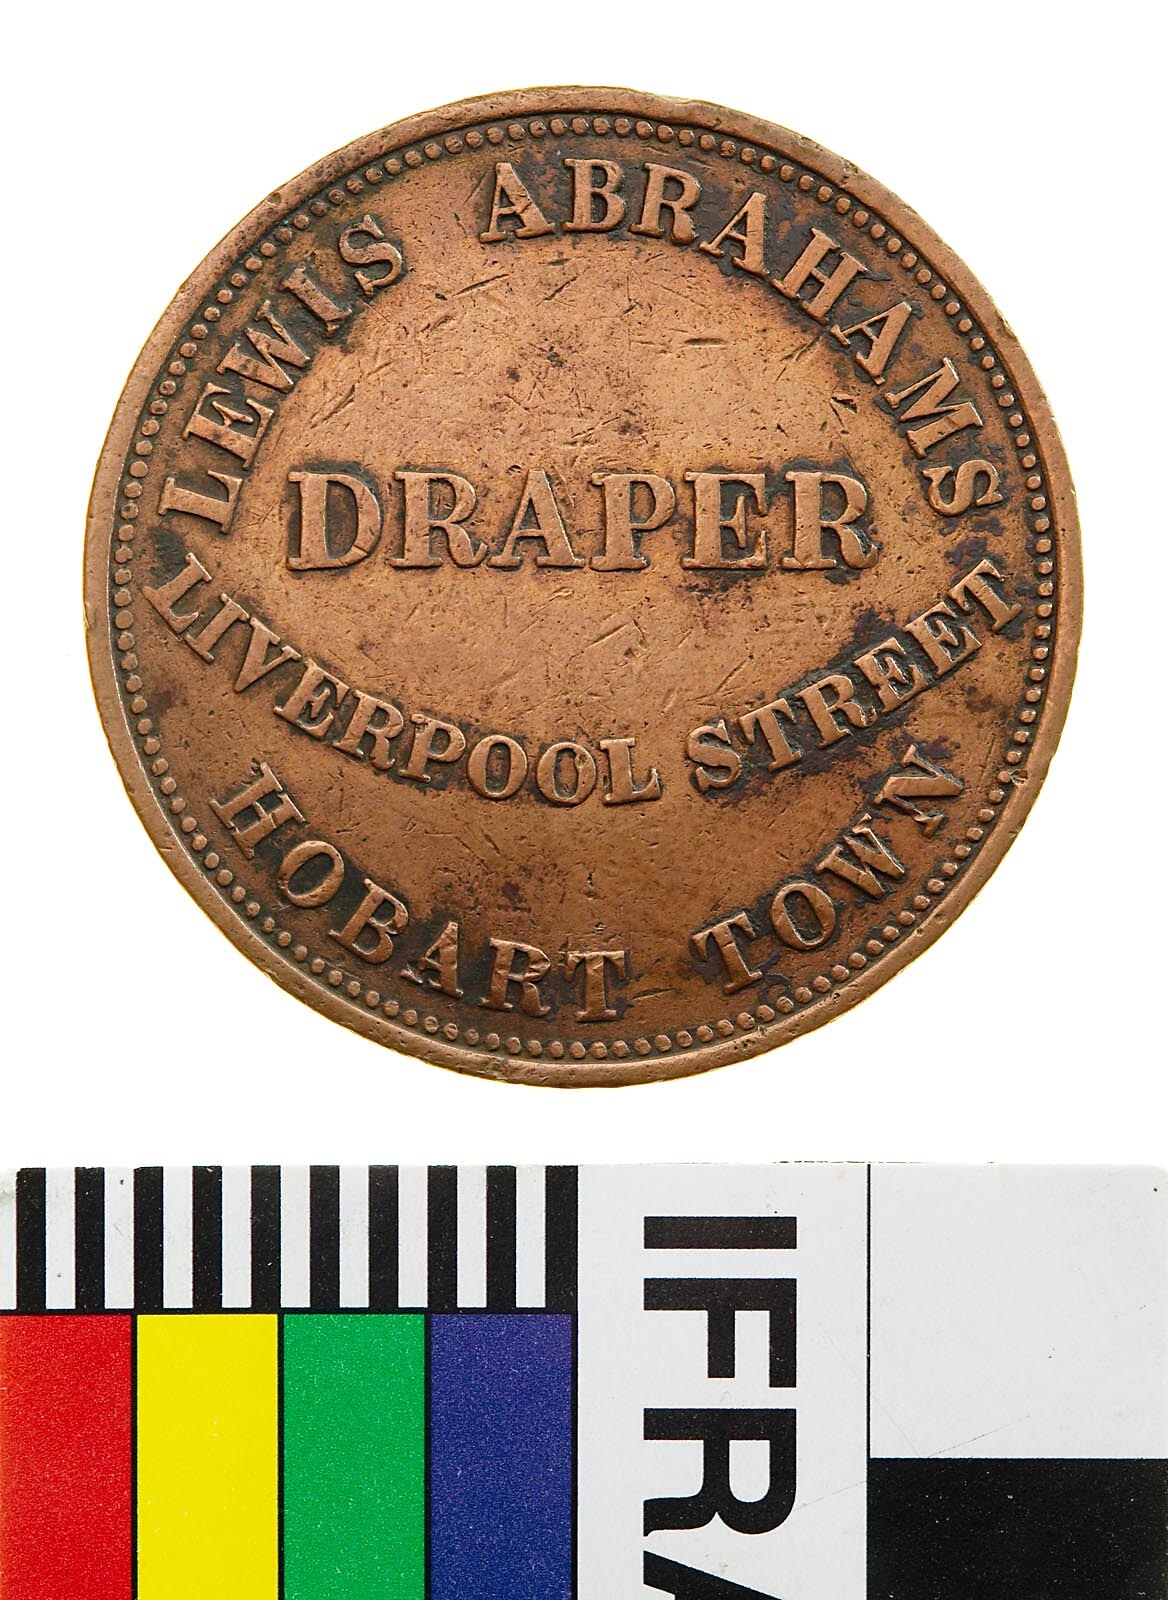 LEWIS ABRAHAMS
DRAPER
LIVERPOOL STREET
HOBART TOWN
IFRA